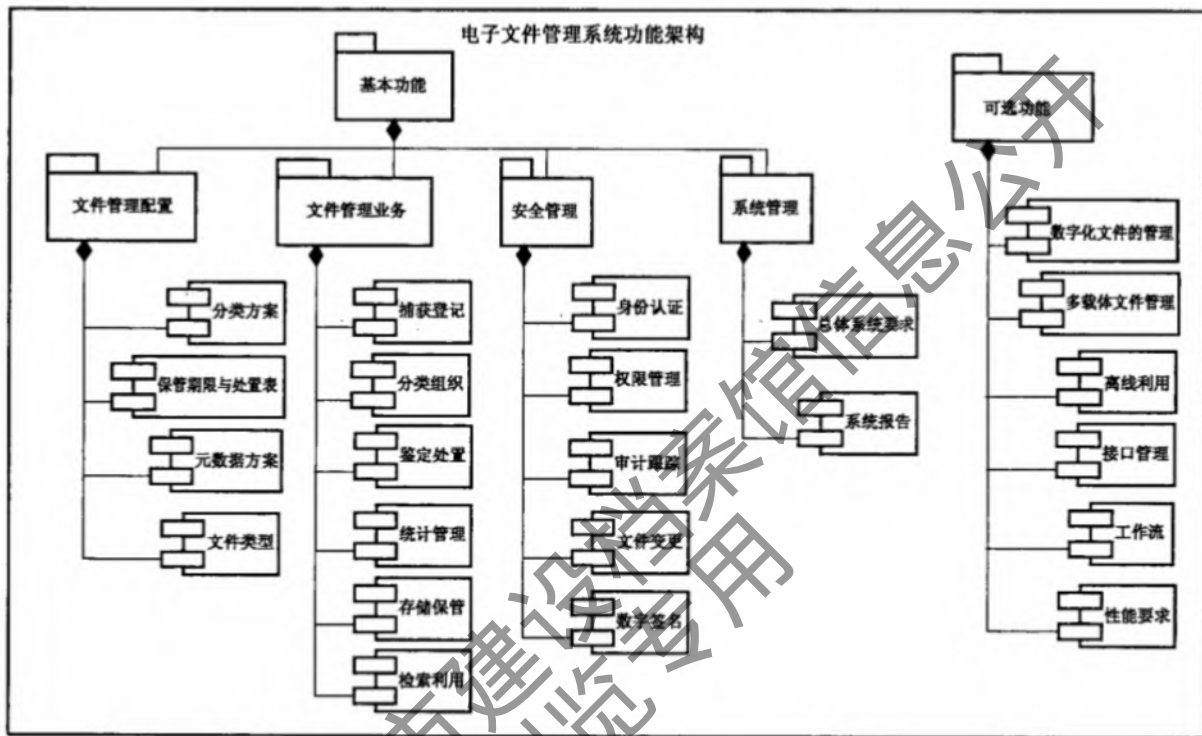 电子文件管理系统功能架构
基本功能
可选功能
文件管理配置
文件管理业务
安全管理
系统管理
分类方案
保管期限与处置表
元数据方案
文件类型
捕获登记
分类组织
鉴定处置
统计管理
存储保管
检索利用
身份认证
权限管理
审计跟踪
文件变更
数字签名
总体系统要求
系统报告
数字化文件的管理
多载体文件管理
离线利用
接口管理
工作流
性能要求
市建设档案馆信息公开
览专用